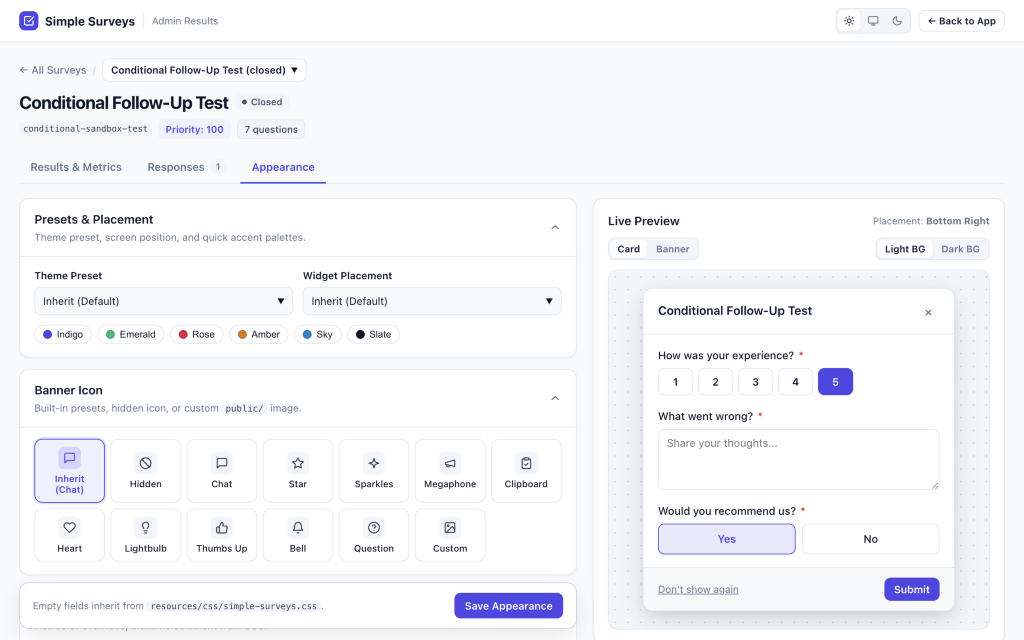 Simple Surveys
Admin Results
← Back to App
← All Surveys / Conditional Follow-Up Test (closed) ▼
Conditional Follow-Up Test
• Closed
conditional-sandbox-test
Priority: 100
7 questions
Results & Metrics
Responses 1
Appearance
Presets & Placement
Theme preset, screen position, and quick accent palettes.
Theme Preset
Widget Placement
Inherit (Default) ▼
Inherit (Default) ▼
Indigo
Emerald
Rose
Amber
Sky
Slate
Banner Icon
Built-in presets, hidden icon, or custom public/ image.
Inherit
(Chat)
Hidden
Chat
Star
Sparkles
Megaphone
Clipboard
Heart
Lightbulb
Thumbs Up
Bell
Question
Custom
Empty fields inherit from resources/css/simple-surveys.css .
Save Appearance
Live Preview
Placement: Bottom Right
Card
Banner
Light BG
Dark BG
Conditional Follow-Up Test
×
How was your experience? *
1
2
3
4
5
What went wrong? *
Share your thoughts...
Would you recommend us? *
Yes
No
Don't show again
Submit